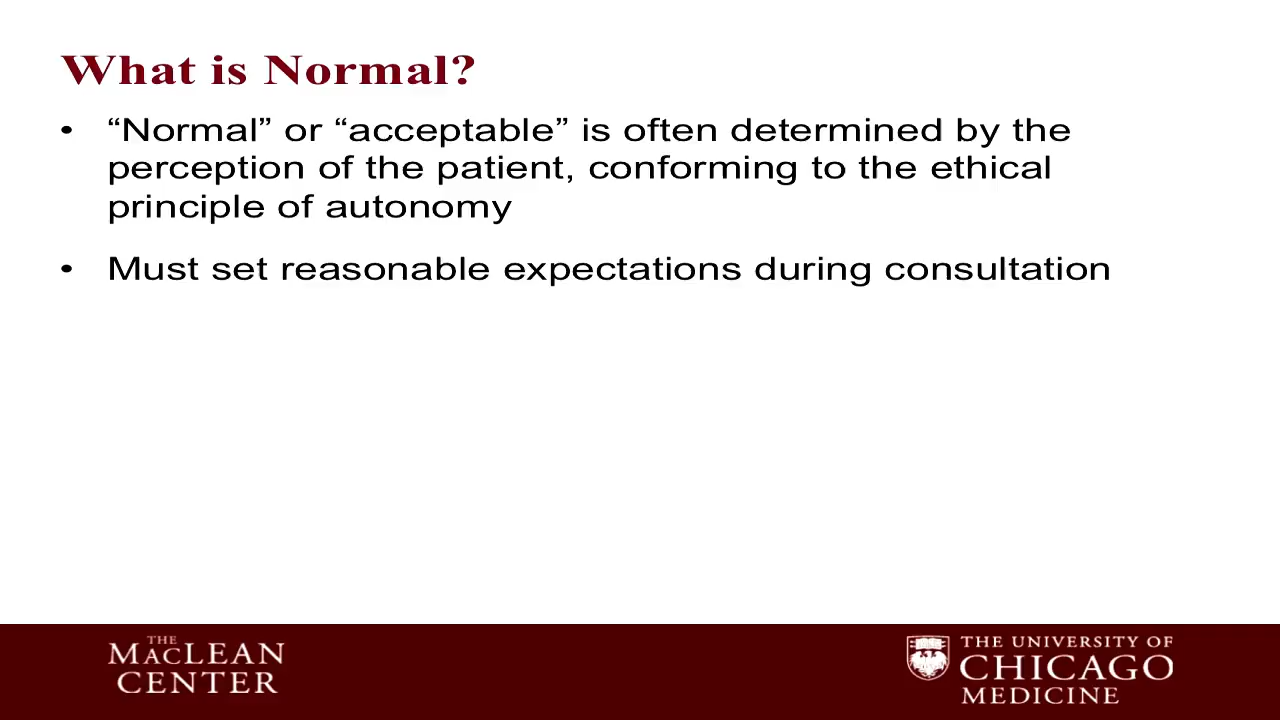 What is Normal?
• “Normal” or “acceptable” is often determined by the
perception of the patient, conforming to the ethical
principle of autonomy
• Must set reasonable expectations during consultation
THE
MACLEAN
CENTER
THE UNIVERSITY OF
CHICAGO
MEDICINE